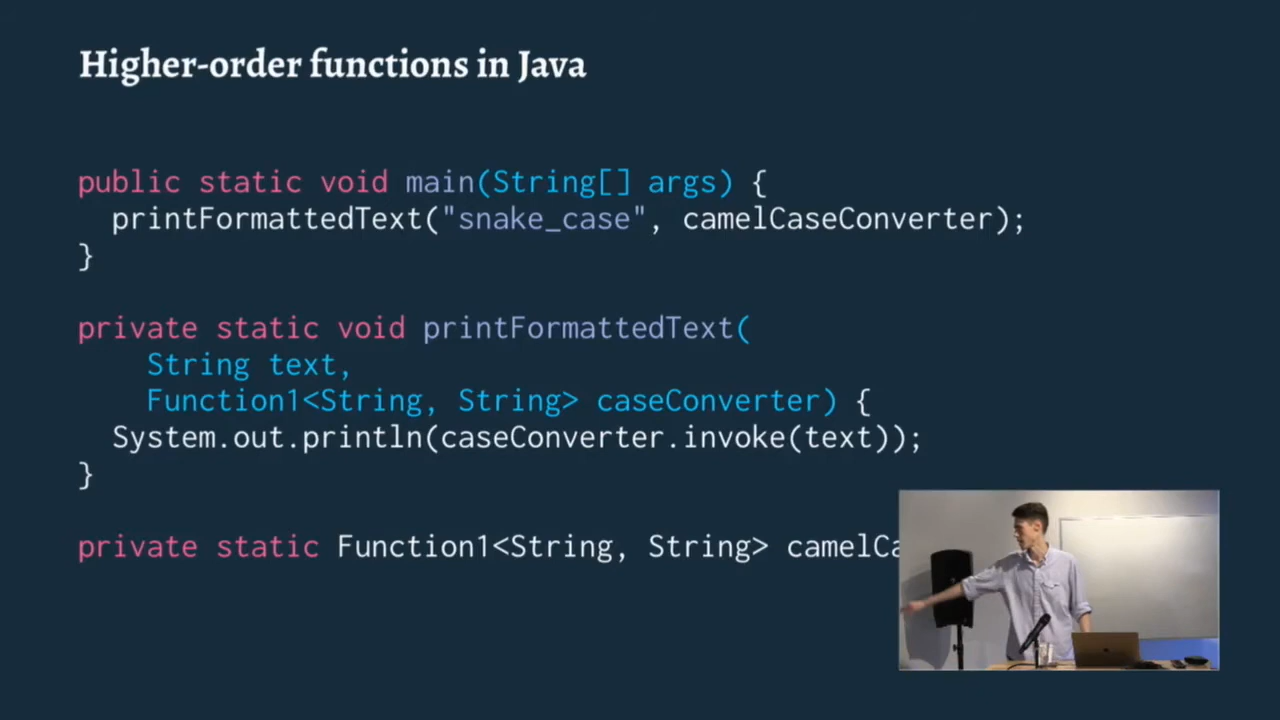 Higher-order functions in Java
public static void main(String[] args) {
printFormattedText("snake_case", camelCaseConverter);
}
private static void printFormattedText(
String text,
Function1<String, String> caseConverter) {
System.out.println(caseConverter.invoke(text));
}
private static Function1<String, String> camelCa